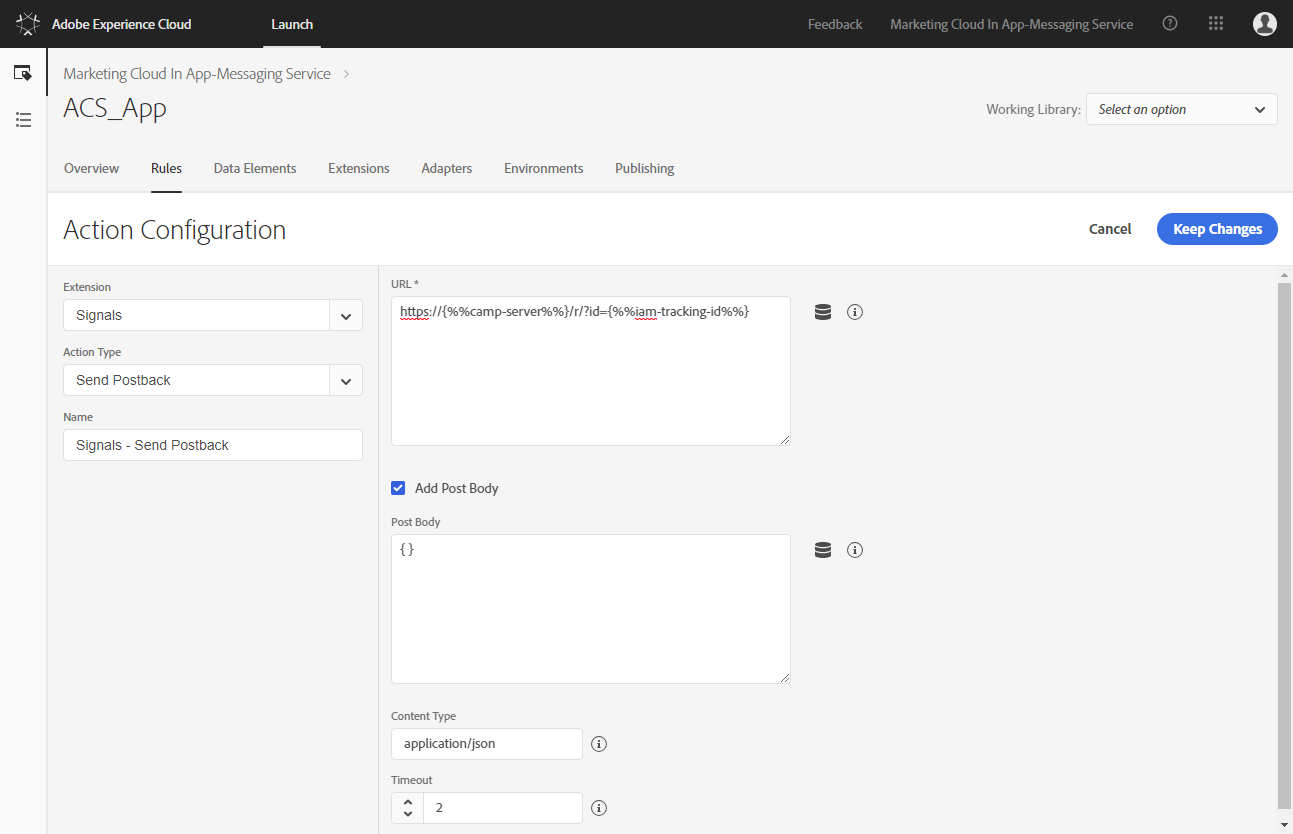 Adobe Experience Cloud Launch Feedback Marketing Cloud In App-Messaging Service
Marketing Cloud In App-Messaging Service
ACS_App
Working Library: Select an option
Overview Rules Data Elements Extensions Adapters Environments Publishing
Action Configuration
Cancel Keep Changes
Extension
Signals
Action Type
Send Postback
Name
Signals - Send Postback
URL *
https://{%%camp-server%%}/r/?id={%%iam-tracking-id%%}
Add Post Body
Post Body
{}
Content Type
application/json
Timeout
2